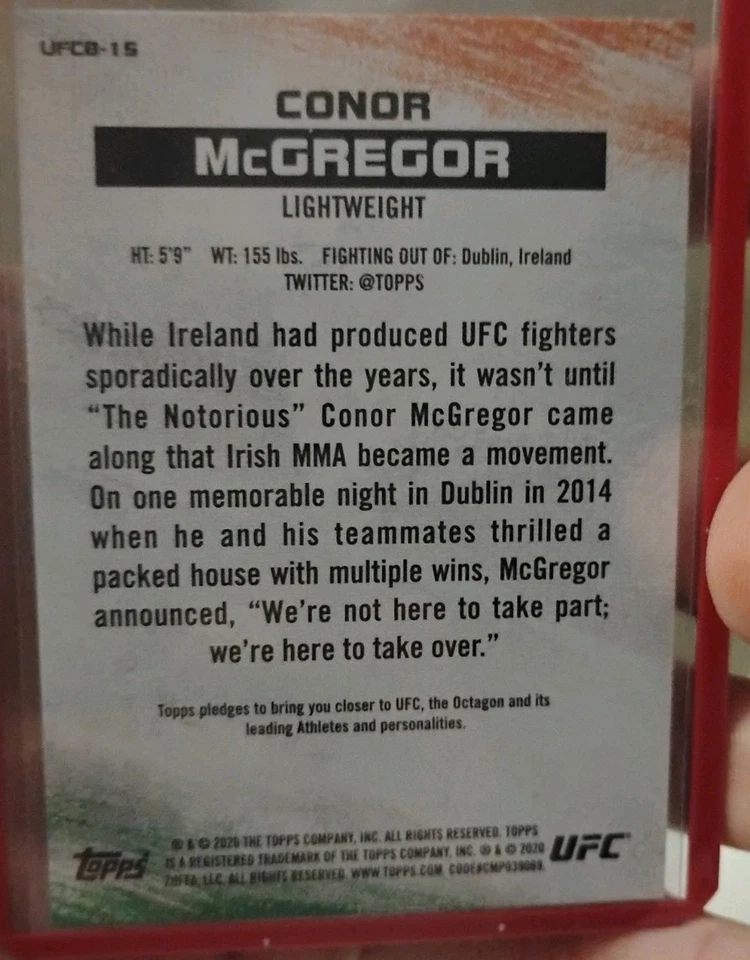 UFCB-15
CONOR
McGREGOR
LIGHTWEIGHT
HT: 5'9" WT: 155 lbs. FIGHTING OUT OF: Dublin, Ireland
TWITTER: @TOPPS
While Ireland had produced UFC fighters
sporadically over the years, it wasn't until
“The Notorious” Conor McGregor came
along that Irish MMA became a movement.
On one memorable night in Dublin in 2014
when he and his teammates thrilled a
packed house with multiple wins, McGregor
announced, “We're not here to take part;
we're here to take over.”
Topps pledges to bring you closer to UFC, the Octagon and its
leading Athletes and personalities.
® & © 2020 THE TOPPS COMPANY, INC. ALL RIGHTS RESERVED. TOPPS
IS A REGISTERED TRADEMARK OF THE TOPPS COMPANY, INC. ® & © 2020
ZUFFA, LLC. ALL RIGHTS RESERVED. WWW.TOPPS.COM CODE#CMP039089
Topps
UFC